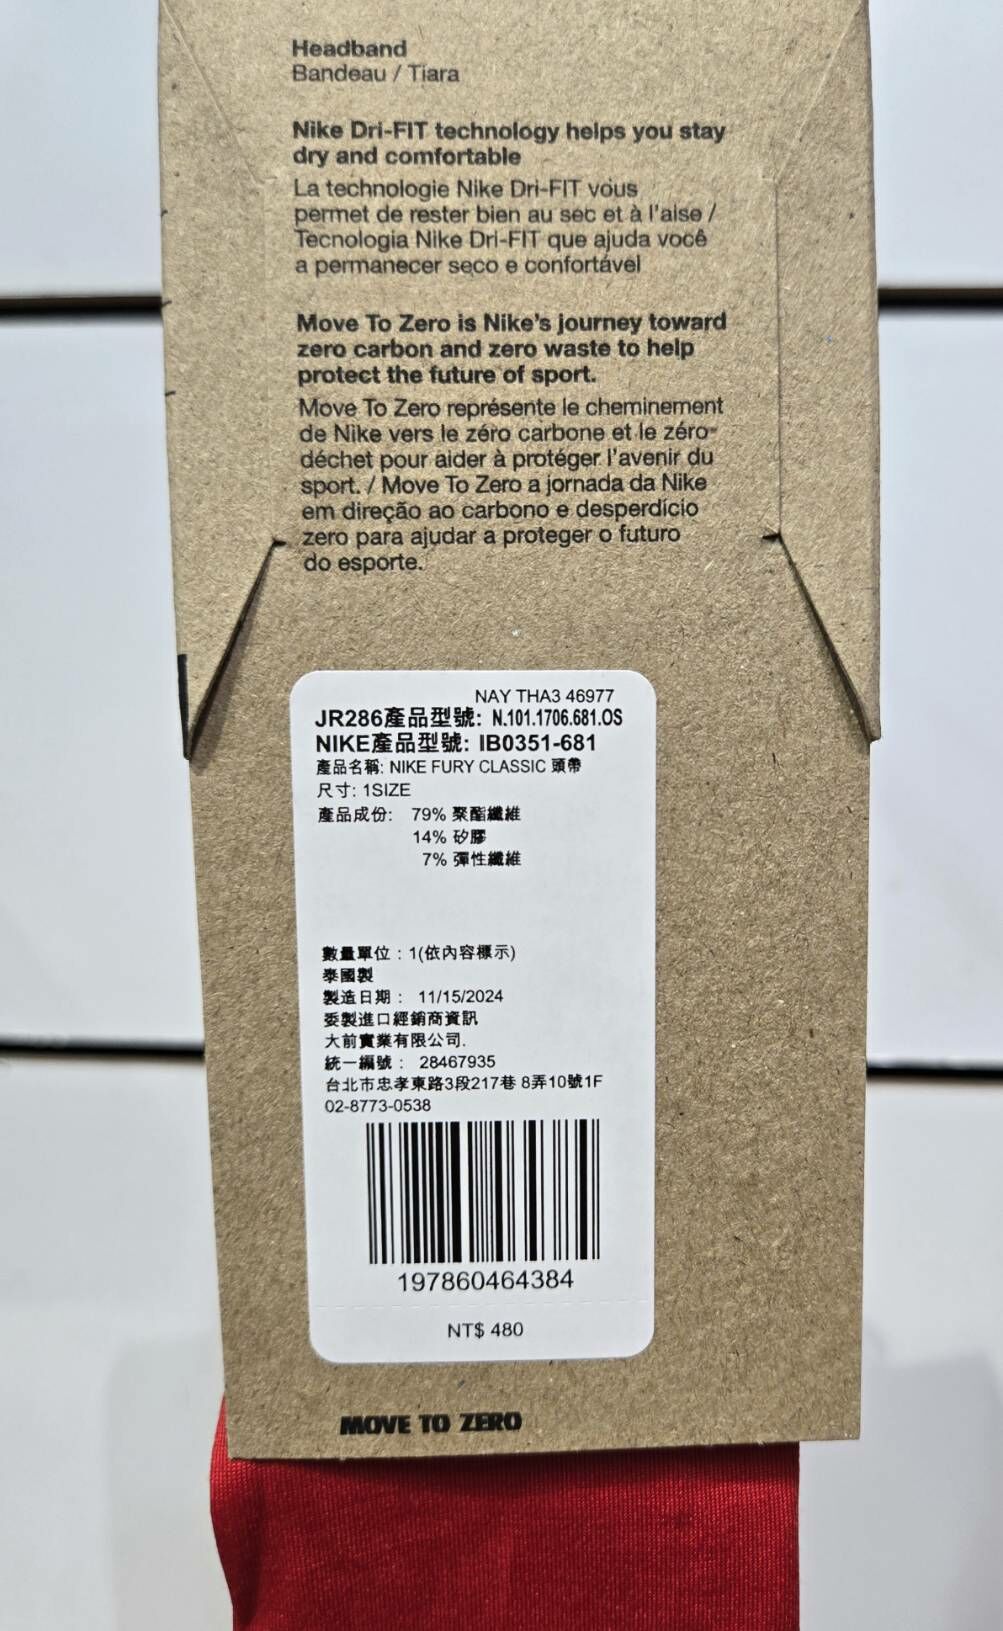 Headband
Bandeau / Tiara
Nike Dri-FIT technology helps you stay
dry and comfortable
La technologie Nike Dri-FIT vous
permet de rester bien au sec et à l'aise /
Tecnologia Nike Dri-FIT que ajuda você
a permanecer seco e confortável
Move To Zero is Nike's journey toward
zero carbon and zero waste to help
protect the future of sport.
Move To Zero représente le cheminement
de Nike vers le zéro carbone et le zéro-
déchet pour aider à protéger l'avenir du
sport. / Move To Zero a jornada da Nike
em direção ao carbono e desperdício
zero para ajudar a proteger o futuro
do esporte.
NAY THA3 46977
JR286產品型號: N.101.1706.681.OS
NIKE產品型號: IB0351-681
產品名稱: NIKE FURY CLASSIC 頭帶
尺寸: 1SIZE
產品成份: 79% 聚酯纖維
14% 矽膠
7% 彈性纖維
數量單位 : 1(依內容標示)
泰國製
製造日期 : 11/15/2024
委製進口經銷商資訊
大前實業有限公司.
統一編號 : 28467935
台北市忠孝東路3段217巷 8弄10號1F
02-8773-0538
197860464384
NT$ 480
MOVE TO ZERO